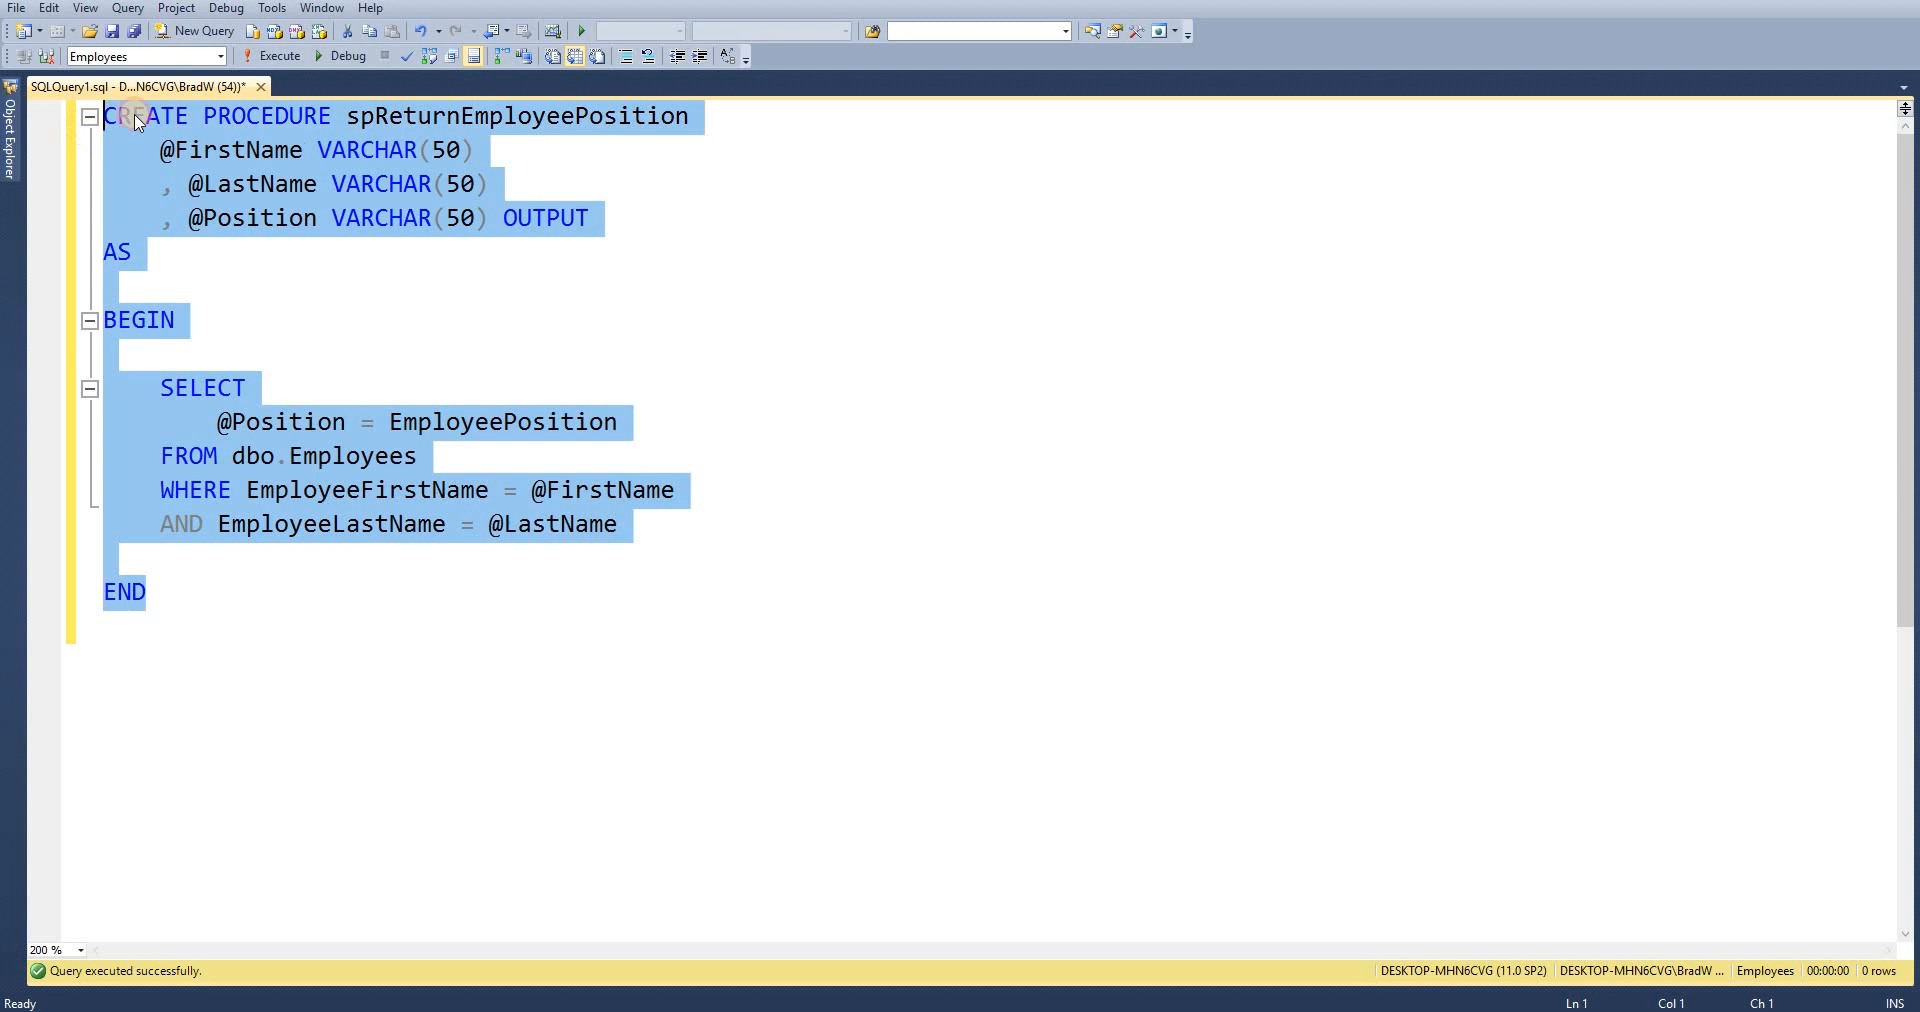 File Edit View Query Project Debug Tools Window Help
New Query
Employees Execute Debug
SQLQuery1.sql - D...N6CVG\BradW (54))*
Object Explorer
CREATE PROCEDURE spReturnEmployeePosition
@FirstName VARCHAR(50)
, @LastName VARCHAR(50)
, @Position VARCHAR(50) OUTPUT
AS
BEGIN
SELECT
@Position = EmployeePosition
FROM dbo.Employees
WHERE EmployeeFirstName = @FirstName
AND EmployeeLastName = @LastName
END
200 %
Query executed successfully. DESKTOP-MHN6CVG (11.0 SP2) DESKTOP-MHN6CVG\BradW ... Employees 00:00:00 0 rows
Ready Ln 1 Col 1 Ch 1 INS